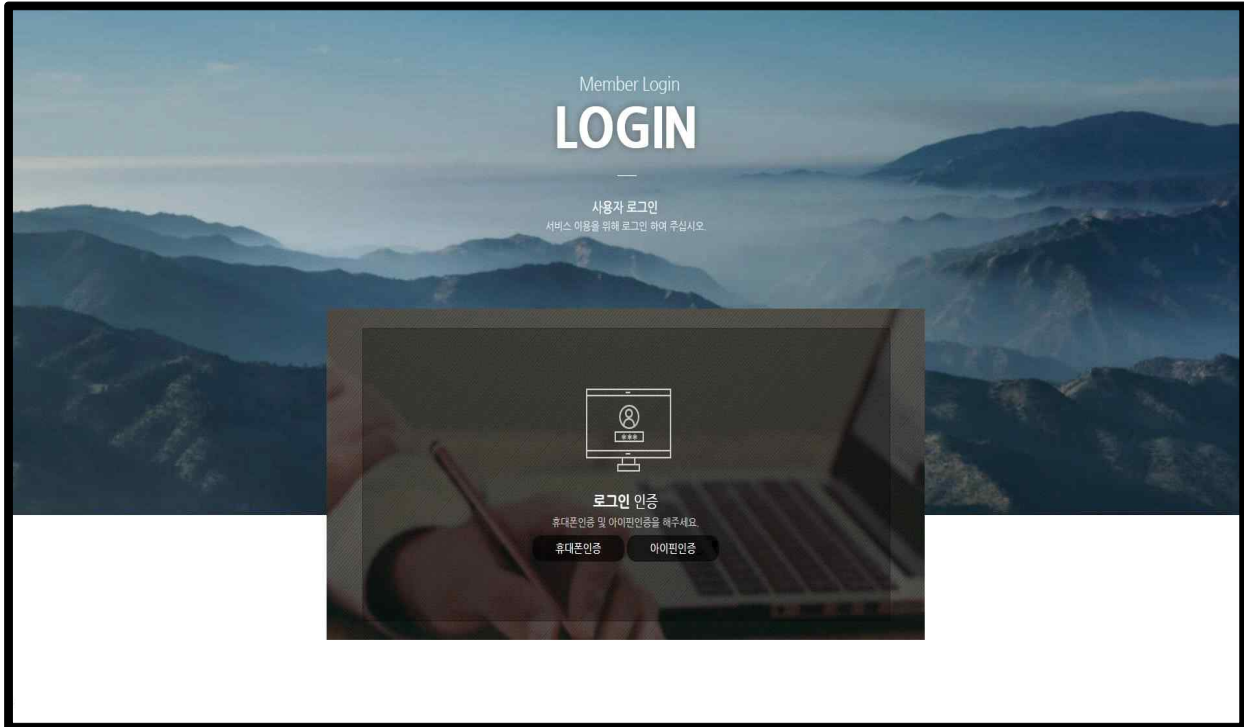 Member Login
LOGIN
사용자 로그인
서비스 이용을 위해 로그인 하여 주십시오.
***
로그인 인증
휴대폰인증 및 아이핀인증을 해주세요.
휴대폰인증 아이핀인증